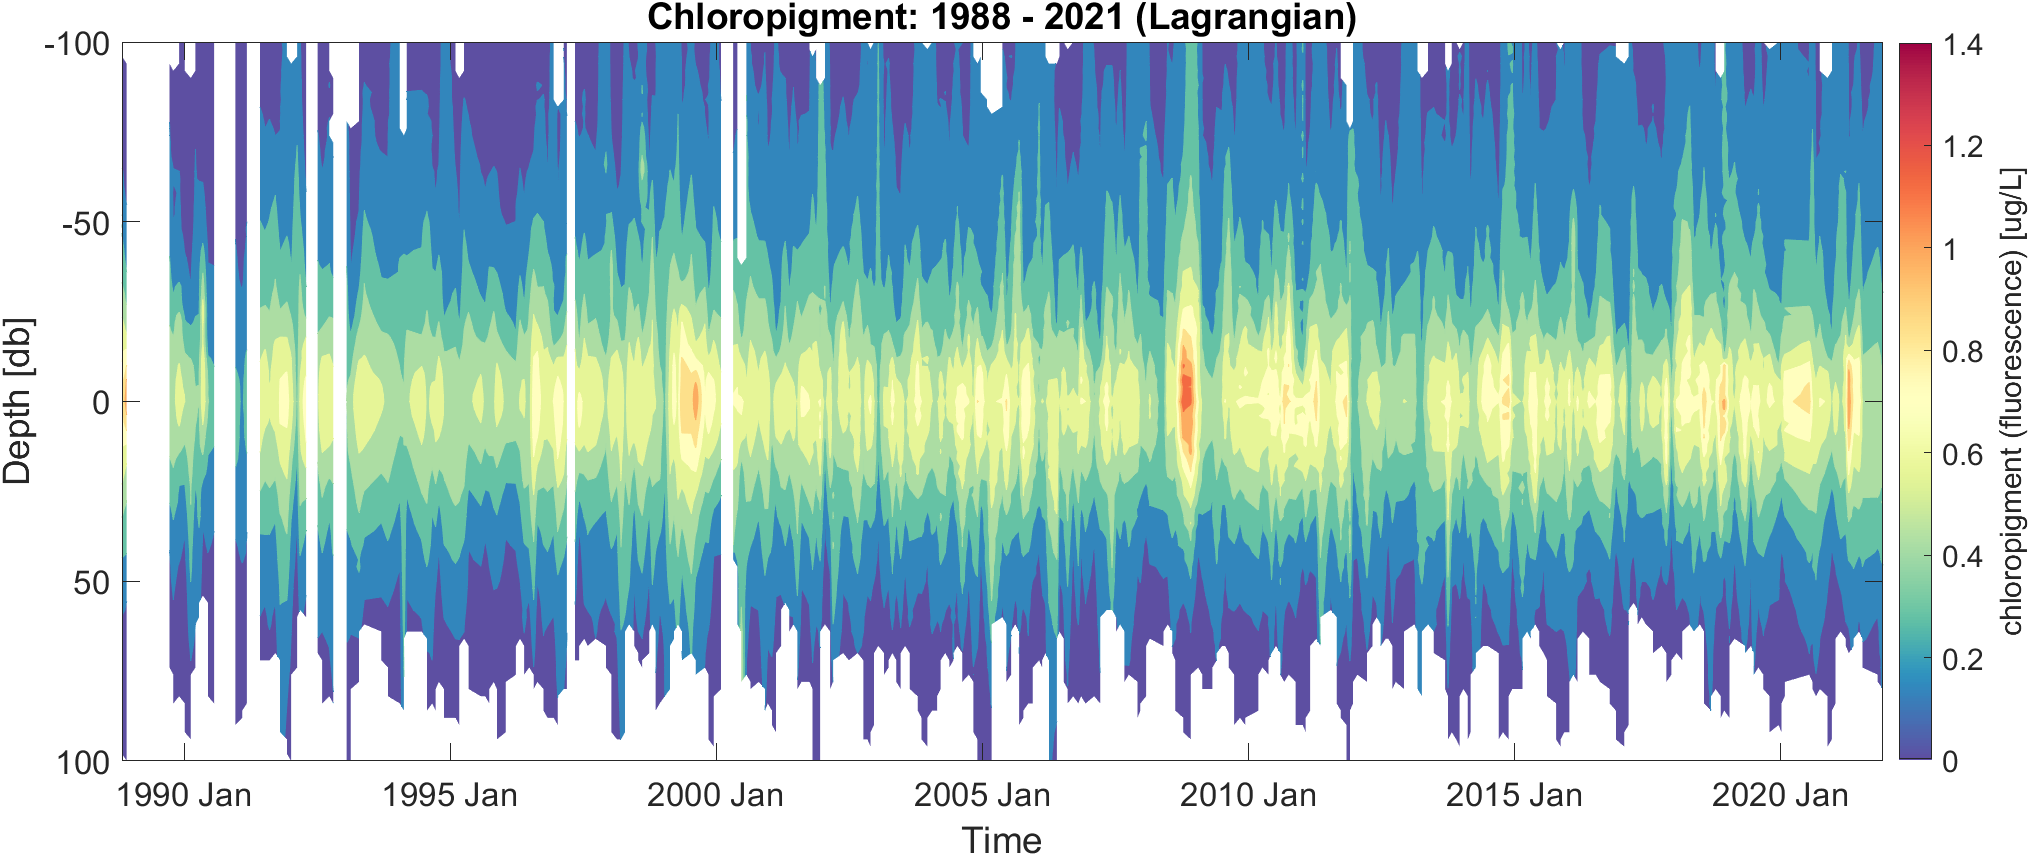 Chloropigment: 1988 - 2021 (Lagrangian)
-100
-50
0
50
100
Depth [db]
1990 Jan
1995 Jan
2000 Jan
2005 Jan
2010 Jan
2015 Jan
2020 Jan
Time
1.4
1.2
1
0.8
0.6
0.4
0.2
0
chloropigment (fluorescence) [ug/L]